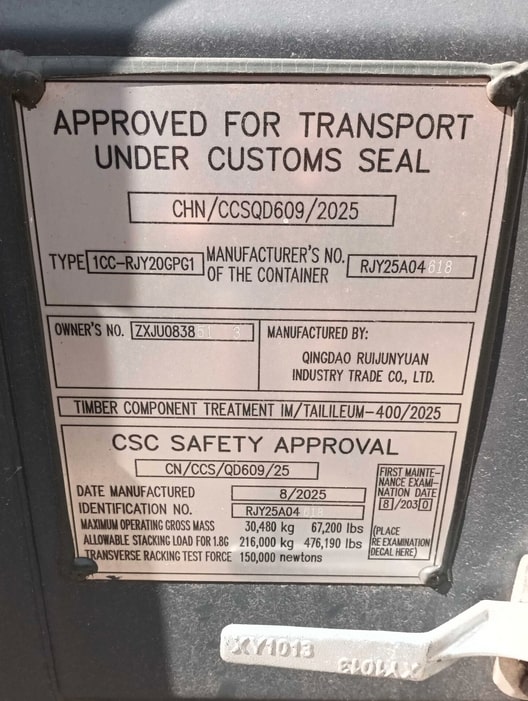 APPROVED FOR TRANSPORT
UNDER CUSTOMS SEAL
CHN/CCSQD609/2025
TYPE 1CC-RJY20GPG1 MANUFACTURER'S NO. OF THE CONTAINER RJY25A04618
OWNER'S NO. ZXJU0838
MANUFACTURED BY:
QINGDAO RUIJUNYUAN
INDUSTRY TRADE CO., LTD.
TIMBER COMPONENT TREATMENT IM/TAILILEUM-400/2025
CSC SAFETY APPROVAL
CN/CCS/QD609/25
DATE MANUFACTURED 8/2025
IDENTIFICATION NO. RJY25A04618
MAXIMUM OPERATING GROSS MASS 30,480 kg 67,200 lbs
ALLOWABLE STACKING LOAD FOR 1.8G 216,000 kg 476,190 lbs
TRANSVERSE RACKING TEST FORCE 150,000 newtons
FIRST MAINTE-
NANCE EXAMI-
NATION DATE
8/2030
(PLACE
RE EXAMINATION
DECAL HERE)
XY1013
XY1013